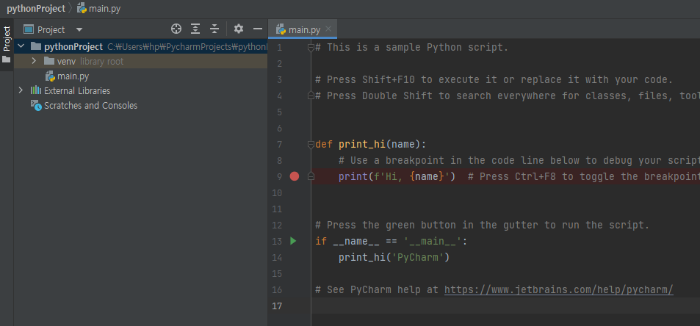 pythonProject
main.py
Project
Project
main.py
pythonProject C:₩Users₩hp₩PycharmProjects₩python
venv library root
main.py
External Libraries
Scratches and Consoles
1 # This is a sample Python script.
2
3 # Press Shift+F10 to execute it or replace it with your code.
4 # Press Double Shift to search everywhere for classes, files, tool
5
6
7 def print_hi(name):
8 # Use a breakpoint in the code line below to debug your script
9 print(f'Hi, {name}') # Press Ctrl+F8 to toggle the breakpoint
10
11
12 # Press the green button in the gutter to run the script.
13 if __name__ == '__main__':
14 print_hi('PyCharm')
15
16 # See PyCharm help at https://www.jetbrains.com/help/pycharm/
17